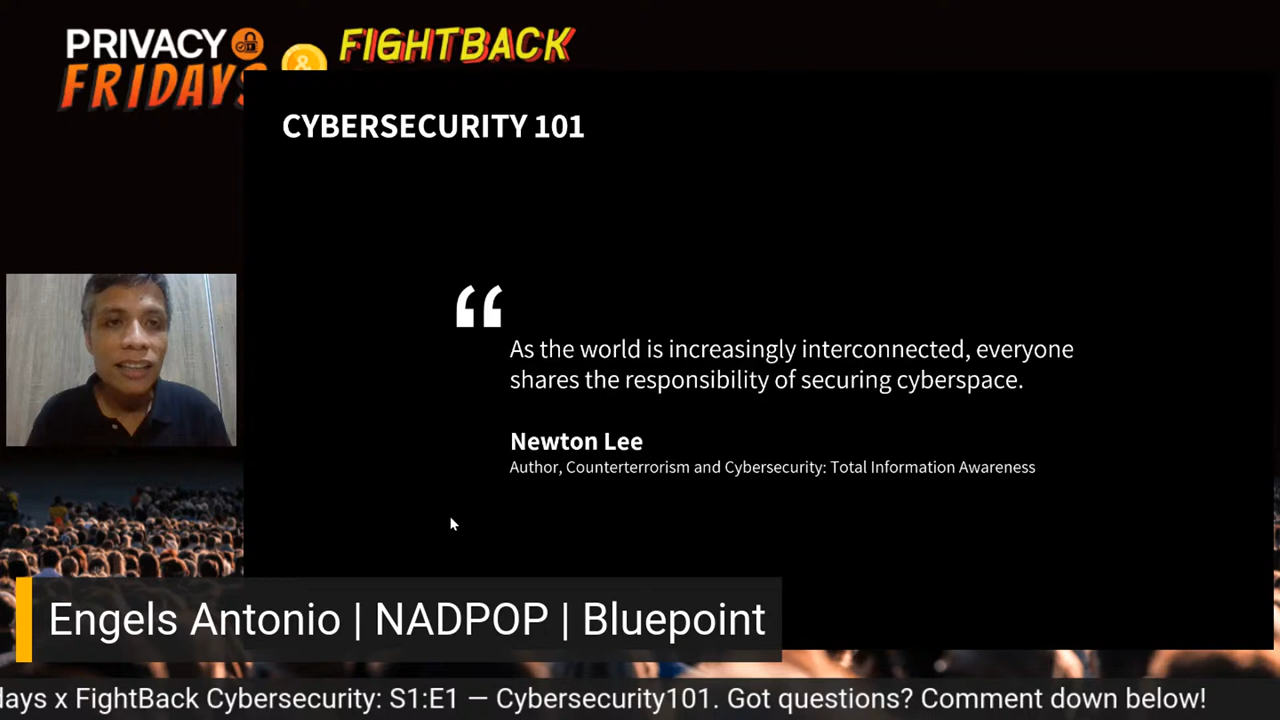 PRIVACY
FRIDAYS
&
FIGHTBACK
CYBERSECURITY 101
“
As the world is increasingly interconnected, everyone
shares the responsibility of securing cyberspace.
Newton Lee
Author, Counterterrorism and Cybersecurity: Total Information Awareness
Engels Antonio | NADPOP | Bluepoint
days x FightBack Cybersecurity: S1:E1 — Cybersecurity101. Got questions? Comment down below!